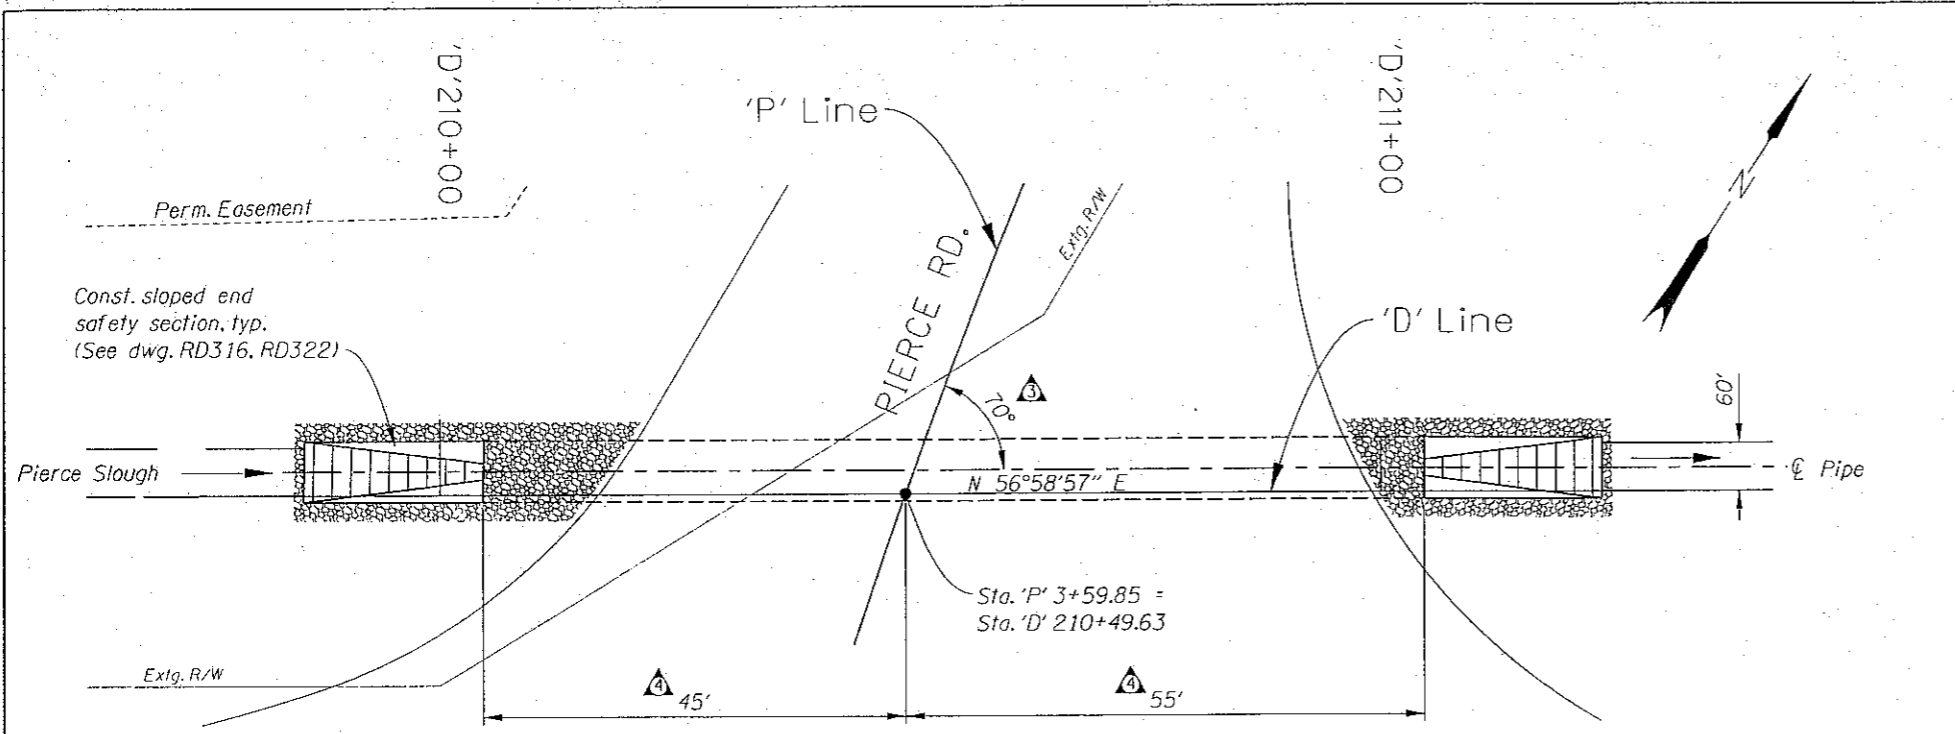 'D'210+00
'P' Line
'D'211+00
N
Perm. Easement
PIERCE RD.
Extg. R/W
Const. sloped end
safety section, typ.
(See dwg. RD316, RD322)
'D' Line
3
70°
60'
Pierce Slough
N 56°58'57" E
℄ Pipe
Sta. 'P' 3+59.85 =
Sta. 'D' 210+49.63
Extg. R/W
4 45'
4 55'